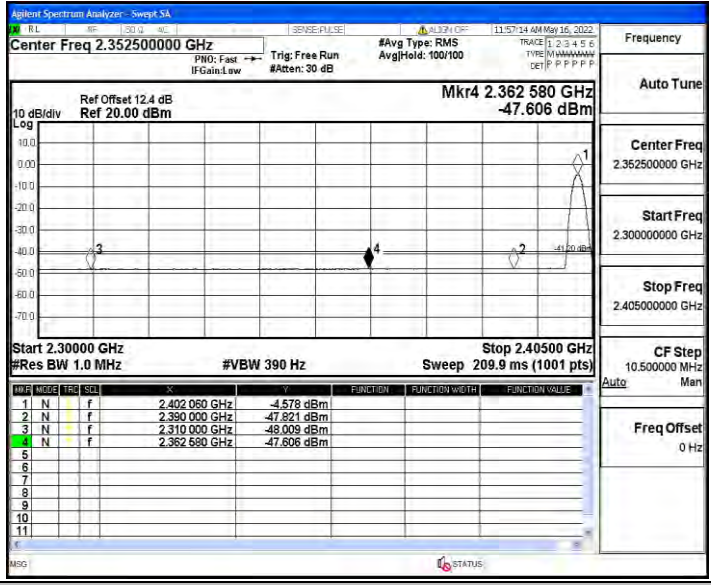 Agilent Spectrum Analyzer - Swept SA
RL RF 50 Ω AC SENSE:PULSE ALIGN OFF 11:57:14 AM May 16, 2022
Center Freq 2.352500000 GHz
PNO: Fast
IFGain:Low
Trig: Free Run
#Atten: 30 dB
#Avg Type: RMS
Avg|Hold: 100/100
TRACE 1 2 3 4 5 6
TYPE MWWWWW
DET P P P P P P
Frequency
Mkr4 2.362 580 GHz
-47.606 dBm
Ref Offset 12.4 dB
10 dB/div Ref 20.00 dBm
Log
10.0
0.00
-10.0
-20.0
-30.0
-40.0
-50.0
-60.0
-70.0
1
2
3
4
-41.20 dBm
Start 2.30000 GHz
Stop 2.40500 GHz
#Res BW 1.0 MHz
#VBW 390 Hz
Sweep 209.9 ms (1001 pts)
MKR MODE TRC SCL X Y FUNCTION FUNCTION WIDTH FUNCTION VALUE
1 N f 2.402 060 GHz -4.578 dBm
2 N f 2.390 000 GHz -47.821 dBm
3 N f 2.310 000 GHz -48.009 dBm
4 N f 2.362 580 GHz -47.606 dBm
5
6
7
8
9
10
11
MSG
STATUS
Auto Tune
Center Freq
2.352500000 GHz
Start Freq
2.300000000 GHz
Stop Freq
2.405000000 GHz
CF Step
10.500000 MHz
Auto Man
Freq Offset
0 Hz